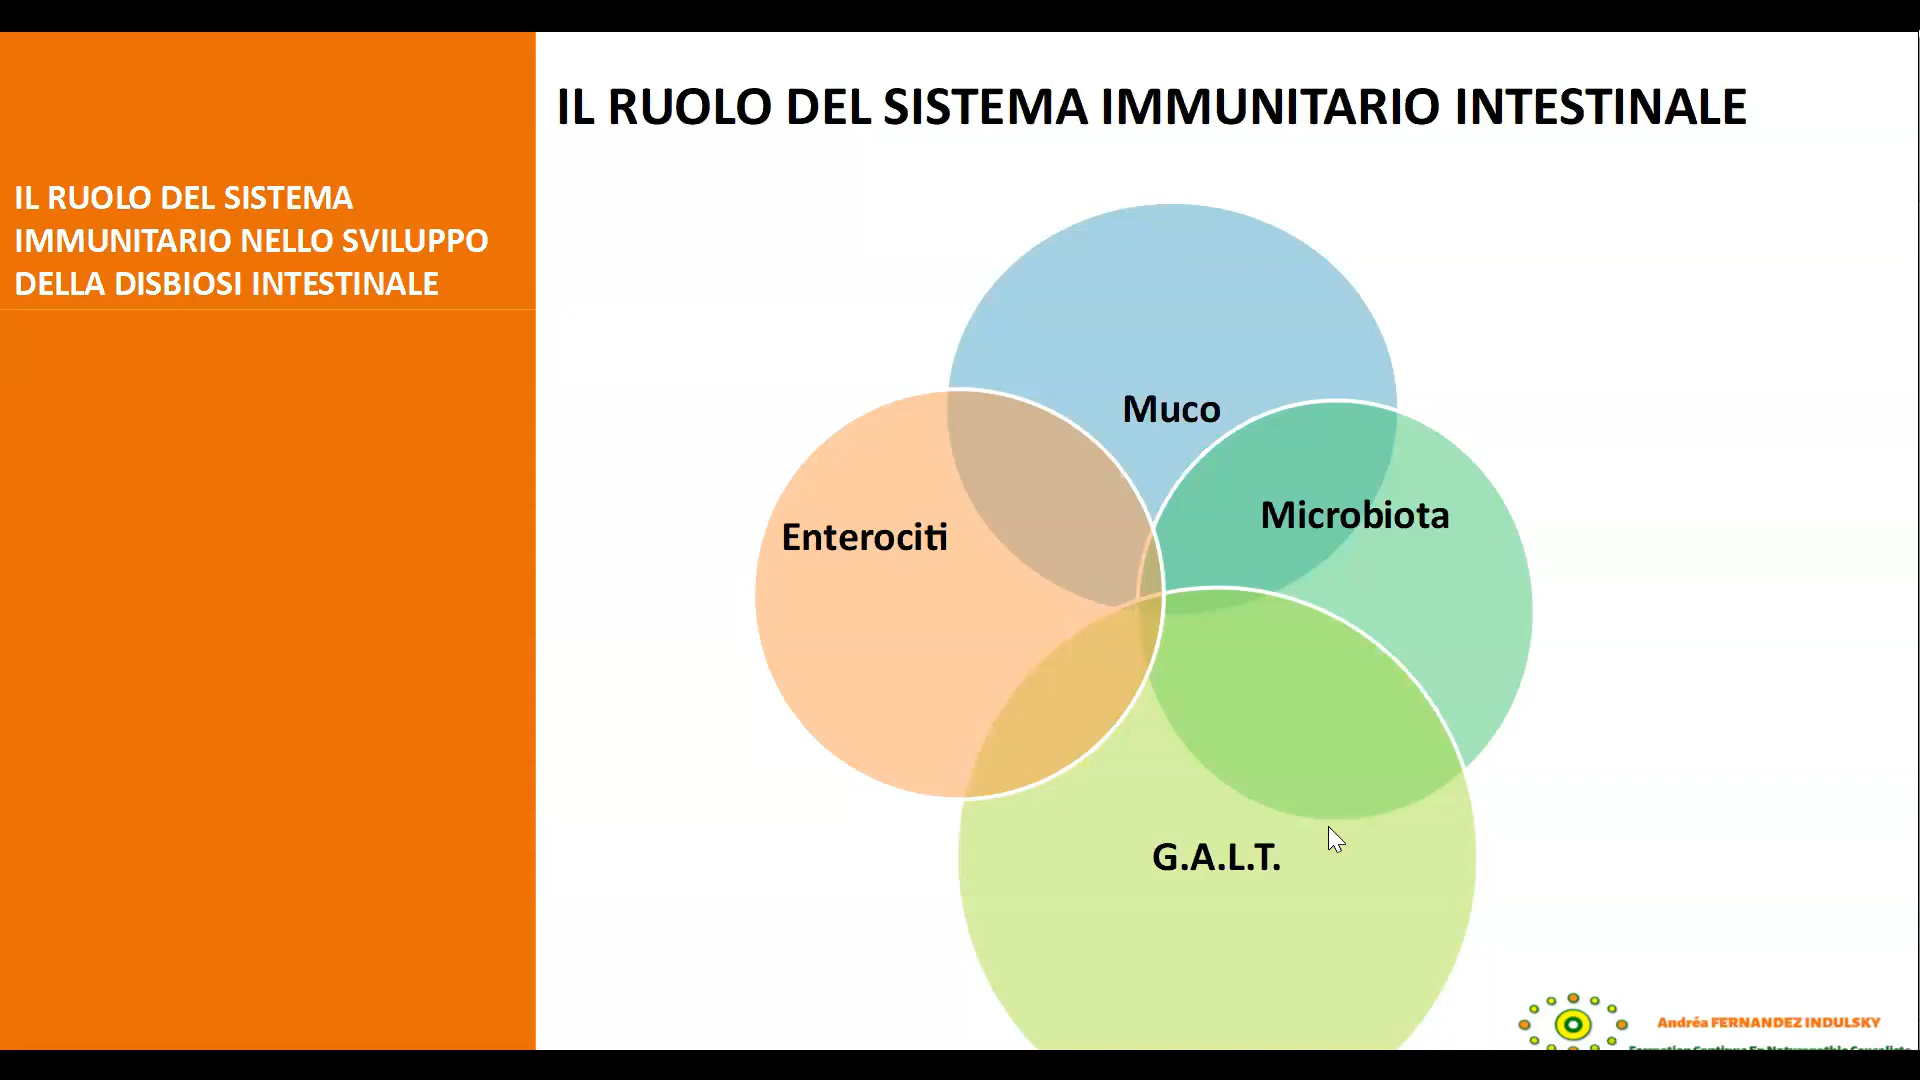 IL RUOLO DEL SISTEMA IMMUNITARIO INTESTINALE
IL RUOLO DEL SISTEMA
IMMUNITARIO NELLO SVILUPPO
DELLA DISBIOSI INTESTINALE
Muco
Microbiota
Enterociti
G.A.L.T.
Andréa FERNANDEZ INDULSKY